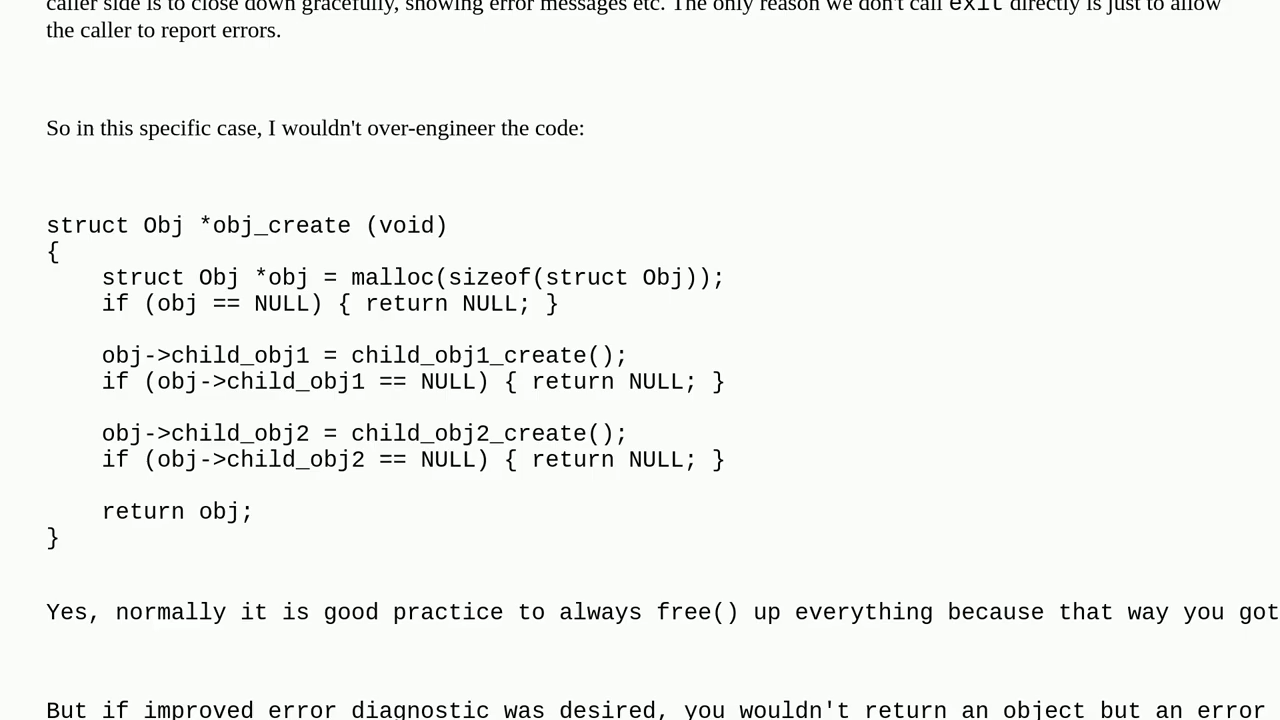 caller side is to close down gracefully, showing error messages etc. The only reason we don't call exit directly is just to allow
the caller to report errors.
So in this specific case, I wouldn't over-engineer the code:
struct Obj *obj_create (void)
{
    struct Obj *obj = malloc(sizeof(struct Obj));
    if (obj == NULL) { return NULL; }
    obj->child_obj1 = child_obj1_create();
    if (obj->child_obj1 == NULL) { return NULL; }
    obj->child_obj2 = child_obj2_create();
    if (obj->child_obj2 == NULL) { return NULL; }
    return obj;
}
Yes, normally it is good practice to always free() up everything because that way you got
But if improved error diagnostic was desired, you wouldn't return an object but an error